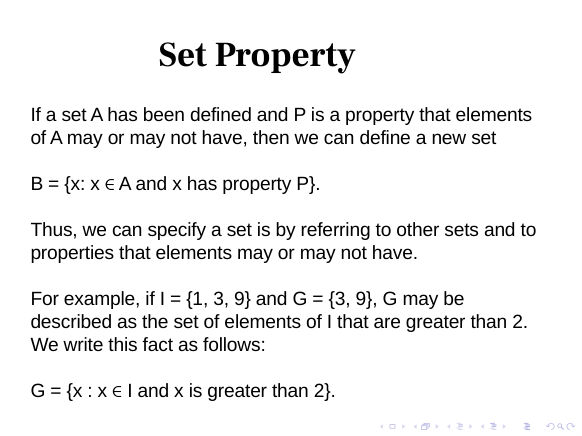 Set Property
If a set A has been defined and P is a property that elements
of A may or may not have, then we can define a new set
B = {x: x ∈ A and x has property P}.
Thus, we can specify a set is by referring to other sets and to
properties that elements may or may not have.
For example, if I = {1, 3, 9} and G = {3, 9}, G may be
described as the set of elements of I that are greater than 2.
We write this fact as follows:
G = {x : x ∈ I and x is greater than 2}.